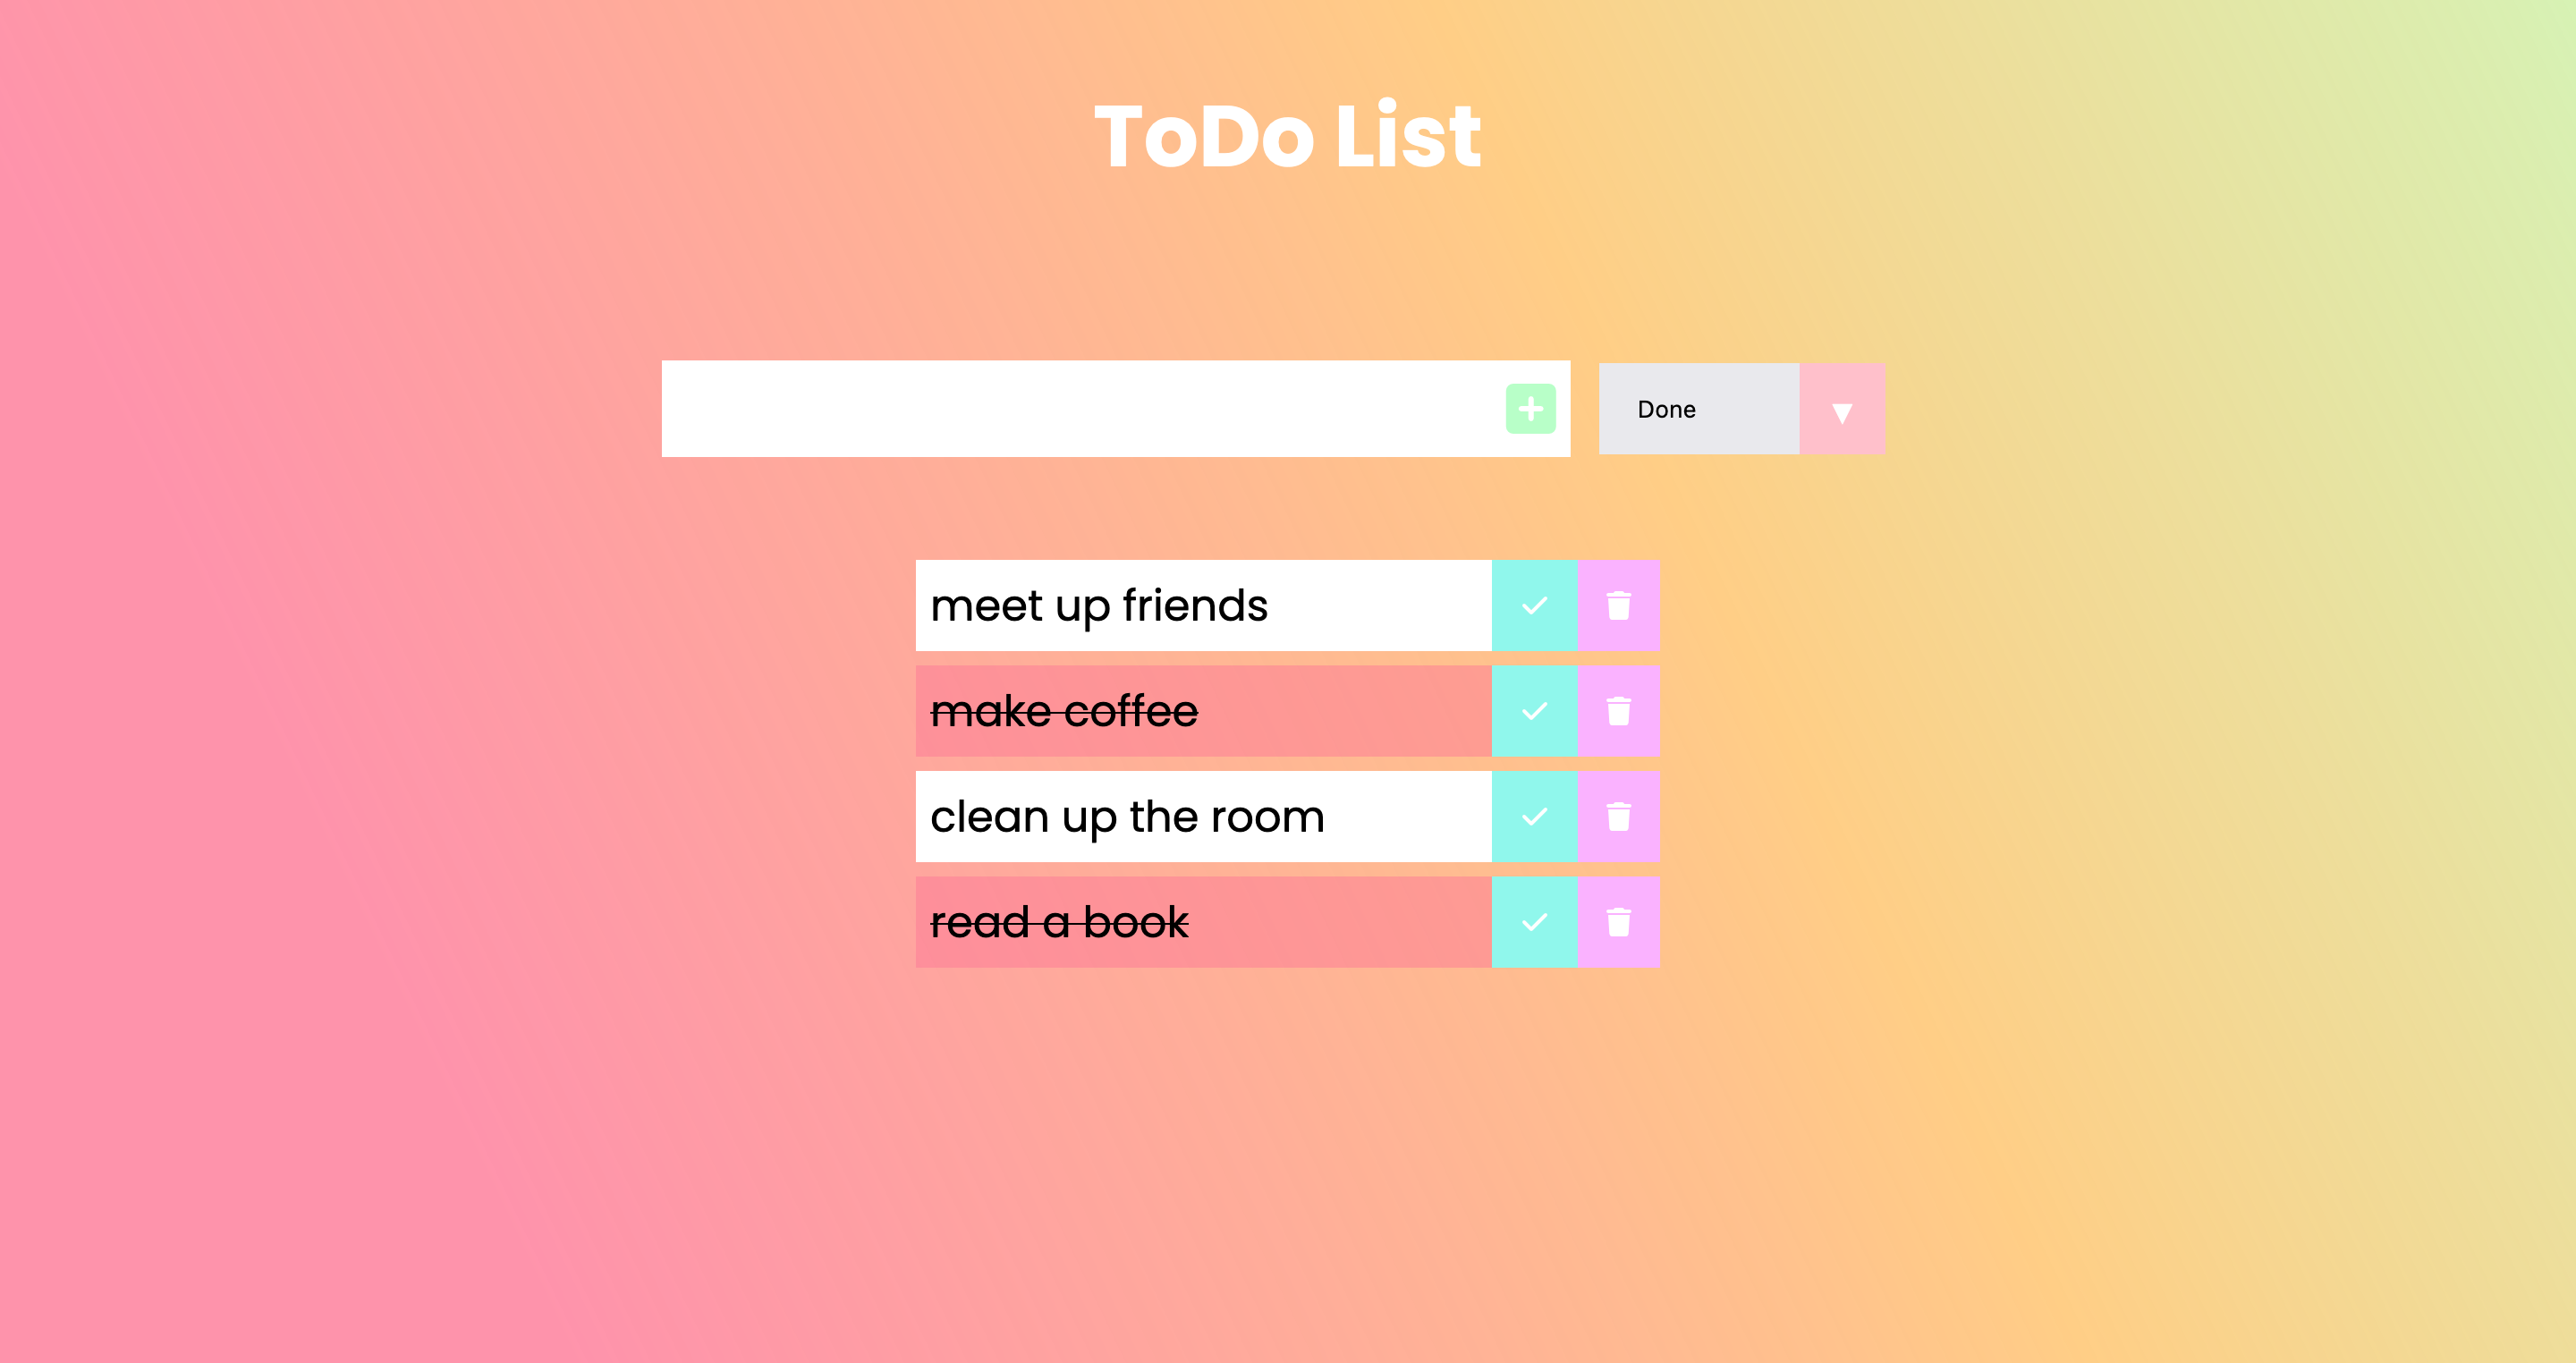 ToDo List
Done
meet up friends
make coffee
clean up the room
read a book